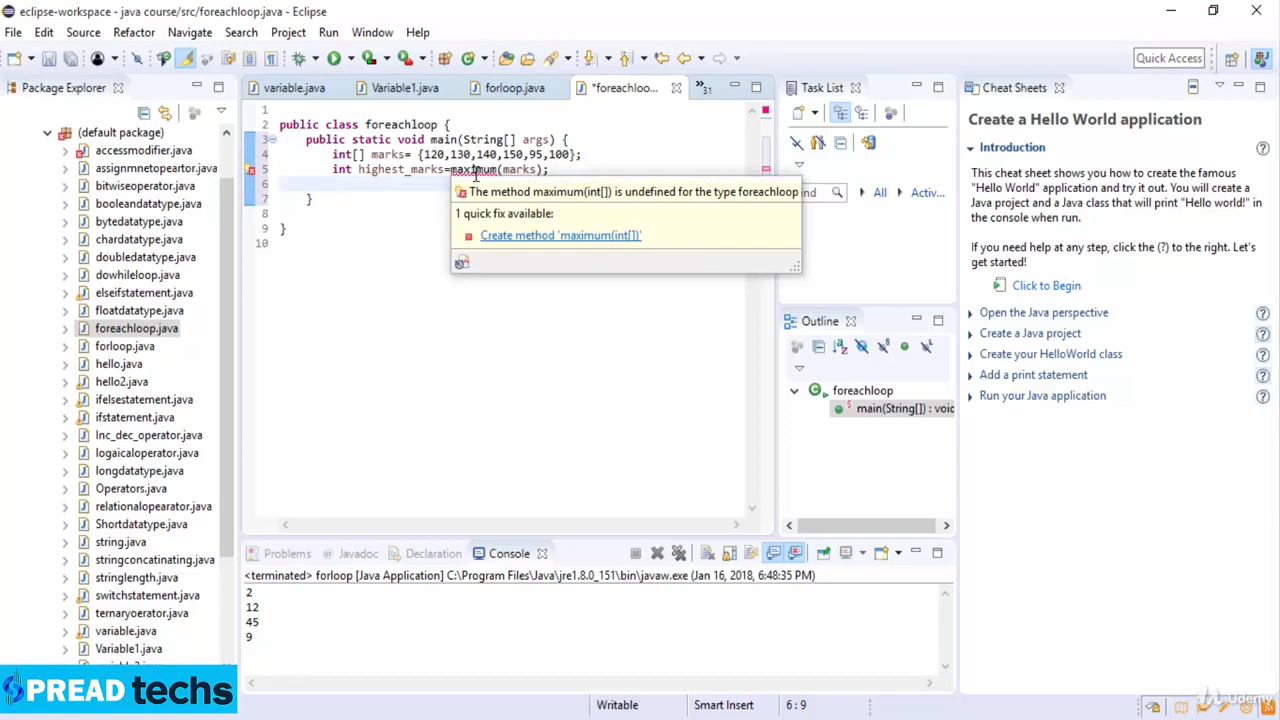 eclipse-workspace - java course/src/foreachloop.java - Eclipse
File Edit Source Refactor Navigate Search Project Run Window Help
Quick Access
Package Explorer
(default package)
accessmodifier.java
assignmnetopeartor.java
bitwiseoperator.java
booleandatatype.java
bytedatatype.java
chardatatype.java
doubledatatype.java
dowhileloop.java
elseifstatement.java
floatdatatype.java
foreachloop.java
forloop.java
hello.java
hello2.java
ifelsestatement.java
ifstatement.java
Inc_dec_operator.java
logaicaloperator.java
longdatatype.java
Operators.java
relationalopearator.java
Shortdatatype.java
string.java
stringconcatinating.java
stringlength.java
switchstatement.java
ternaryoerator.java
variable.java
Variable1.java
variable.java Variable1.java forloop.java *foreachloo... »31
1
2 public class foreachloop {
3 public static void main(String[] args) {
4 int[] marks= {120,130,140,150,95,100};
5 int highest_marks=maximum(marks);
6
7 }
8
9 }
10
The method maximum(int[]) is undefined for the type foreachloop
1 quick fix available:
Create method 'maximum(int[])'
Task List
All Activ...
Outline
foreachloop
main(String[]) : voic
Cheat Sheets
Create a Hello World application
Introduction
This cheat sheet shows you how to create the famous
"Hello World" application and try it out. You will create a
Java project and a Java class that will print "Hello world!" in
the console when run.
If you need help at any step, click the (?) to the right. Let's
get started!
Click to Begin
Open the Java perspective
Create a Java project
Create your HelloWorld class
Add a print statement
Run your Java application
Problems Javadoc Declaration Console
<terminated> forloop [Java Application] C:\Program Files\Java\jre1.8.0_151\bin\javaw.exe (Jan 16, 2018, 6:48:35 PM)
2
12
45
9
Writable Smart Insert 6 : 9
SPREAD techs
Udemy